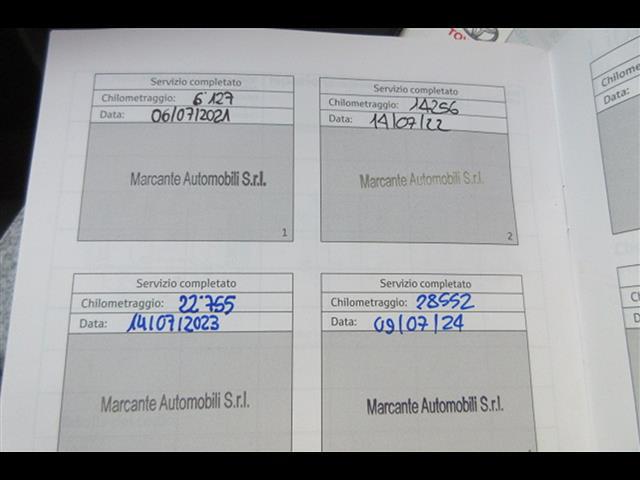 TO
Servizio completato
Chilometraggio: 6'127
Data: 06/07/2021
Marcante Automobili S.r.l.
1
Servizio completato
Chilometraggio: 14256
Data: 14/07/22
Marcante Automobili S.r.l.
2
Servizio completato
Chilometraggio: 22'755
Data: 14/07/2023
Marcante Automobili S.r.l.
Servizio completato
Chilometraggio: 28552
Data: 09/07/24
Marcante Automobili S.r.l.
Data: